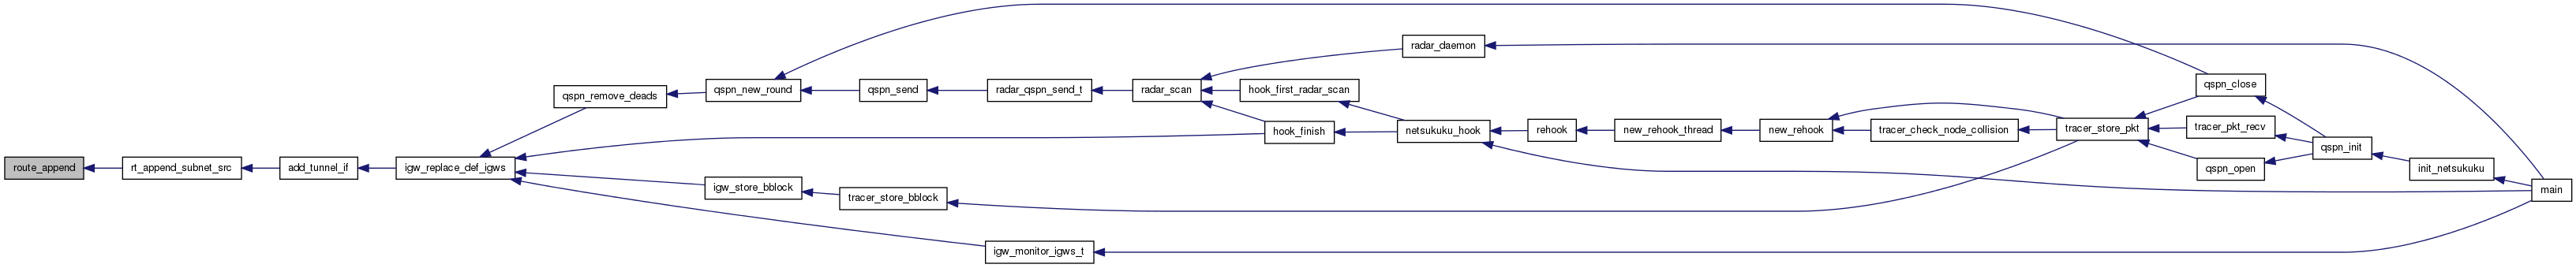 route_append
rt_append_subnet_src
add_tunnel_if
igw_replace_def_igws
qspn_remove_deads
qspn_new_round
qspn_send
radar_qspn_send_t
radar_scan
radar_daemon
hook_first_radar_scan
hook_finish
netsukuku_hook
rehook
new_rehook_thread
new_rehook
tracer_check_node_collision
tracer_store_pkt
qspn_close
tracer_pkt_recv
qspn_open
qspn_init
init_netsukuku
main
igw_store_bblock
tracer_store_bblock
igw_monitor_igws_t